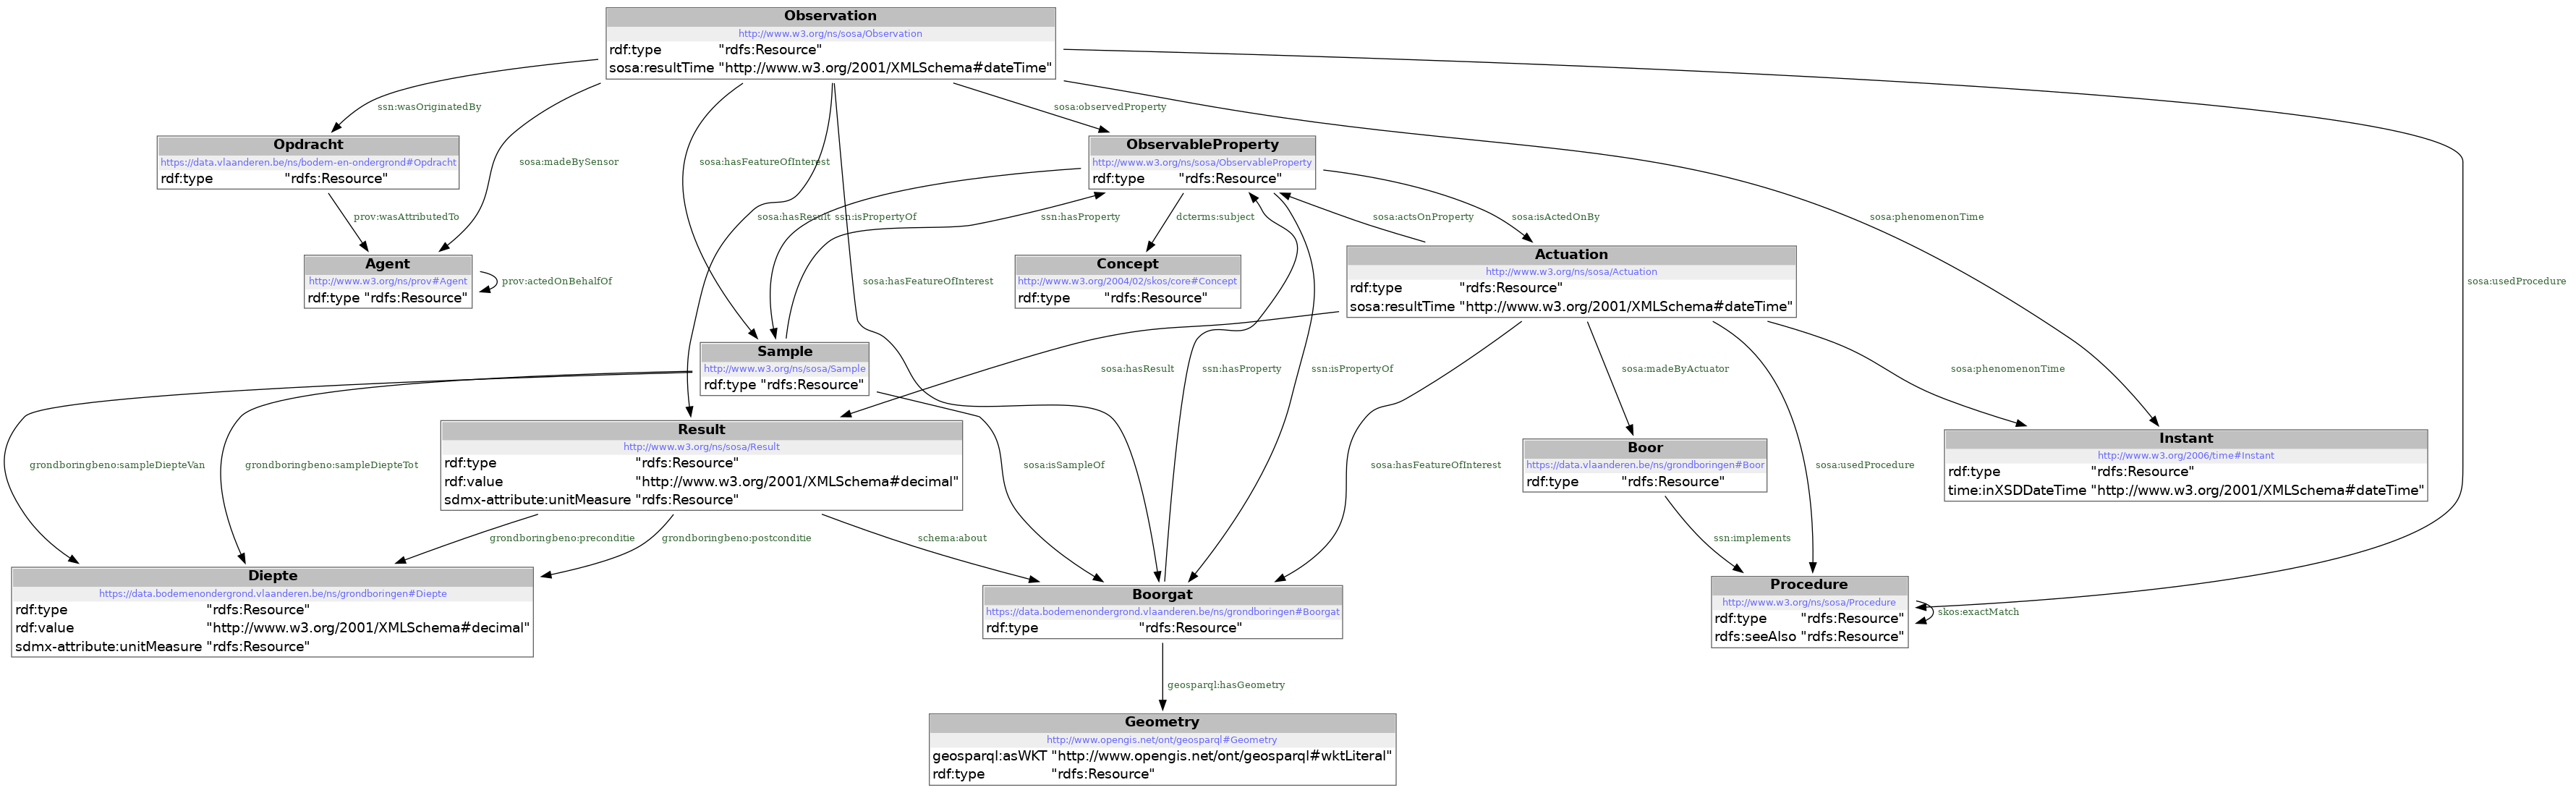 Observation
http://www.w3.org/ns/sosa/Observation
rdf:type "rdfs:Resource"
sosa:resultTime "http://www.w3.org/2001/XMLSchema#dateTime"
ssn:wasOriginatedBy
sosa:observedProperty
Opdracht
https://data.vlaanderen.be/ns/bodem-en-ondergrond#Opdracht
rdf:type "rdfs:Resource"
sosa:madeBySensor
sosa:hasFeatureOfInterest
ObservableProperty
http://www.w3.org/ns/sosa/ObservableProperty
rdf:type "rdfs:Resource"
prov:wasAttributedTo
sosa:hasResult
ssn:isPropertyOf
ssn:hasProperty
dcterms:subject
sosa:actsOnProperty
sosa:isActedOnBy
sosa:phenomenonTime
Agent
http://www.w3.org/ns/prov#Agent
rdf:type "rdfs:Resource"
prov:actedOnBehalfOf
sosa:hasFeatureOfInterest
Concept
http://www.w3.org/2004/02/skos/core#Concept
rdf:type "rdfs:Resource"
Actuation
http://www.w3.org/ns/sosa/Actuation
rdf:type "rdfs:Resource"
sosa:resultTime "http://www.w3.org/2001/XMLSchema#dateTime"
sosa:usedProcedure
Sample
http://www.w3.org/ns/sosa/Sample
rdf:type "rdfs:Resource"
sosa:hasResult
ssn:hasProperty
ssn:isPropertyOf
sosa:madeByActuator
sosa:phenomenonTime
grondboringbeno:sampleDiepteVan
grondboringbeno:sampleDiepteTot
Result
http://www.w3.org/ns/sosa/Result
rdf:type "rdfs:Resource"
rdf:value "http://www.w3.org/2001/XMLSchema#decimal"
sdmx-attribute:unitMeasure "rdfs:Resource"
sosa:isSampleOf
sosa:hasFeatureOfInterest
Boor
https://data.vlaanderen.be/ns/grondboringen#Boor
rdf:type "rdfs:Resource"
sosa:usedProcedure
Instant
http://www.w3.org/2006/time#Instant
rdf:type "rdfs:Resource"
time:inXSDDateTime "http://www.w3.org/2001/XMLSchema#dateTime"
grondboringbeno:preconditie
grondboringbeno:postconditie
schema:about
ssn:implements
Diepte
https://data.bodemenondergrond.vlaanderen.be/ns/grondboringen#Diepte
rdf:type "rdfs:Resource"
rdf:value "http://www.w3.org/2001/XMLSchema#decimal"
sdmx-attribute:unitMeasure "rdfs:Resource"
Boorgat
https://data.bodemenondergrond.vlaanderen.be/ns/grondboringen#Boorgat
rdf:type "rdfs:Resource"
Procedure
http://www.w3.org/ns/sosa/Procedure
rdf:type "rdfs:Resource"
rdfs:seeAlso "rdfs:Resource"
skos:exactMatch
geosparql:hasGeometry
Geometry
http://www.opengis.net/ont/geosparql#Geometry
geosparql:asWKT "http://www.opengis.net/ont/geosparql#wktLiteral"
rdf:type "rdfs:Resource"